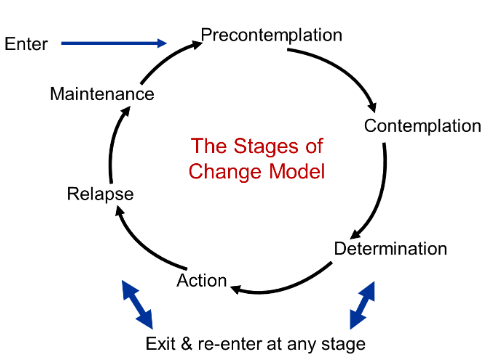 Enter
Precontemplation
Maintenance
Contemplation
The Stages of
Change Model
Relapse
Determination
Action
Exit & re-enter at any stage